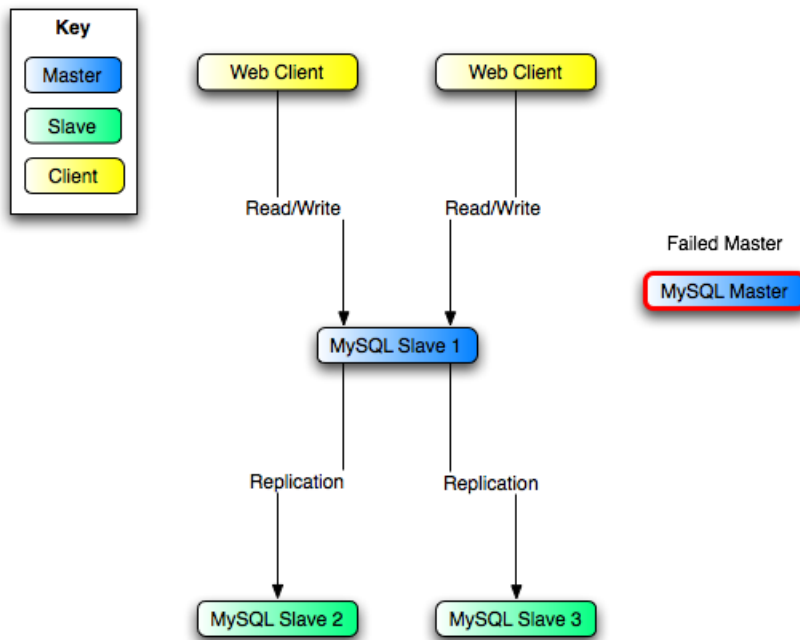 Key
Master
Slave
Client
Web Client
Web Client
Read/Write
Read/Write
Failed Master
MySQL Master
MySQL Slave 1
Replication
Replication
MySQL Slave 2
MySQL Slave 3